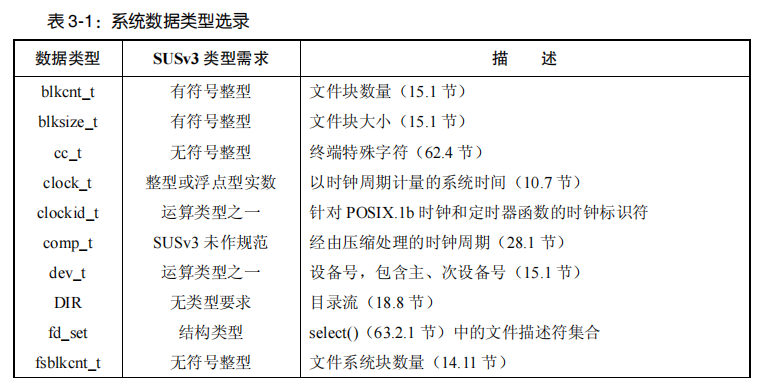 表 3-1：系统数据类型选录
数据类型 SUSv3 类型需求 描 述
blkcnt_t 有符号整型 文件块数量（15.1 节）
blksize_t 有符号整型 文件块大小（15.1 节）
cc_t 无符号整型 终端特殊字符（62.4 节）
clock_t 整型或浮点型实数 以时钟周期计量的系统时间（10.7 节）
clockid_t 运算类型之一 针对 POSIX.1b 时钟和定时器函数的时钟标识符
comp_t SUSv3 未作规范 经由压缩处理的时钟周期（28.1 节）
dev_t 运算类型之一 设备号，包含主、次设备号（15.1 节）
DIR 无类型要求 目录流（18.8 节）
fd_set 结构类型 select()（63.2.1 节）中的文件描述符集合
fsblkcnt_t 无符号整型 文件系统块数量（14.11 节）